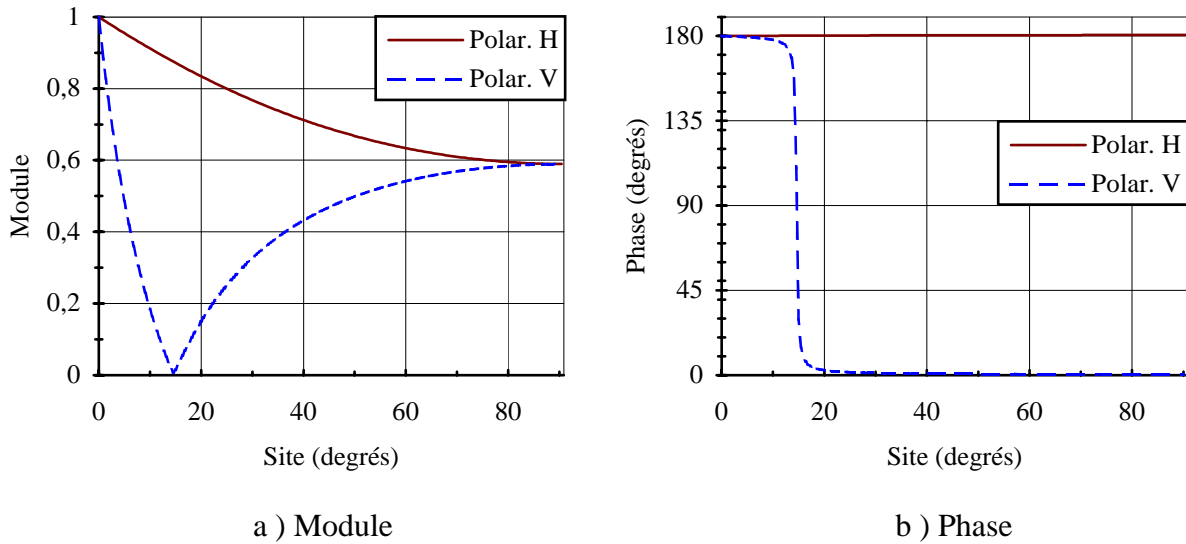 1
0,8
0,6
0,4
0,2
0
Module
0 20 40 60 80
Site (degrés)
Polar. H
Polar. V
a ) Module
180
135
90
45
0
Phase (degrés)
0 20 40 60 80
Site (degrés)
Polar. H
Polar. V
b ) Phase